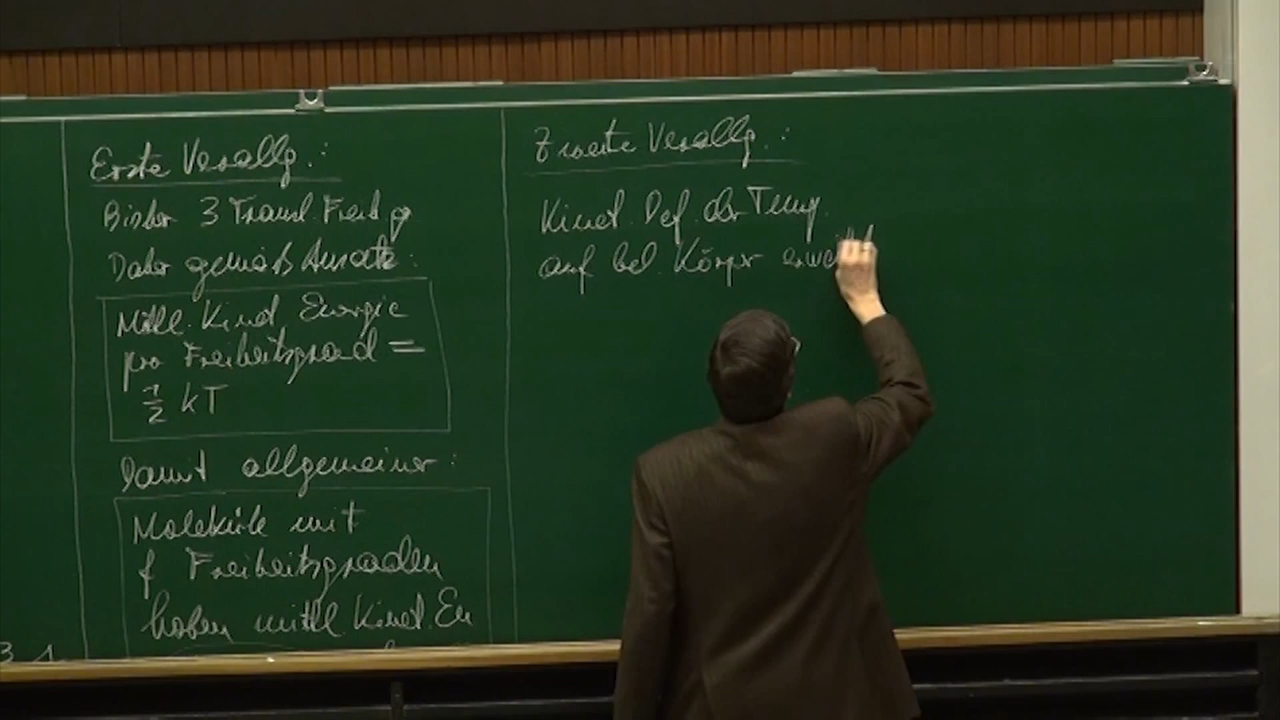 Erste Verallg.:
Bisher 3 Transl. Freih. g
Daher gemäß Ansatz:
Mittl. Kinet Energie
pro Freiheitsgrad =
1/2 kT
Damit allgemeiner:
Moleküle mit
f Freiheitsgraden
haben mittl. Kinet. En
Zweite Verallg.:
Kinet. Def. der Temp.
auf bel. Körper erweit